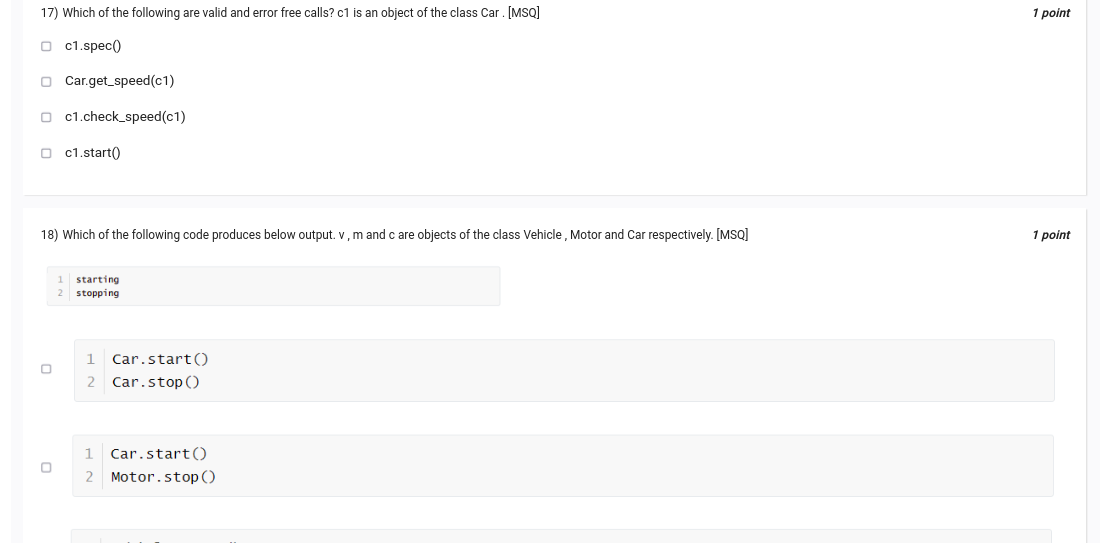 17) Which of the following are valid and error free calls? c1 is an object of the class Car . [MSQ]
1 point
c1.spec()
Car.get_speed(c1)
c1.check_speed(c1)
c1.start()
18) Which of the following code produces below output. v , m and c are objects of the class Vehicle , Motor and Car respectively. [MSQ]
1 point
1 starting
2 stopping
1 Car.start()
2 Car.stop()
1 Car.start()
2 Motor.stop()